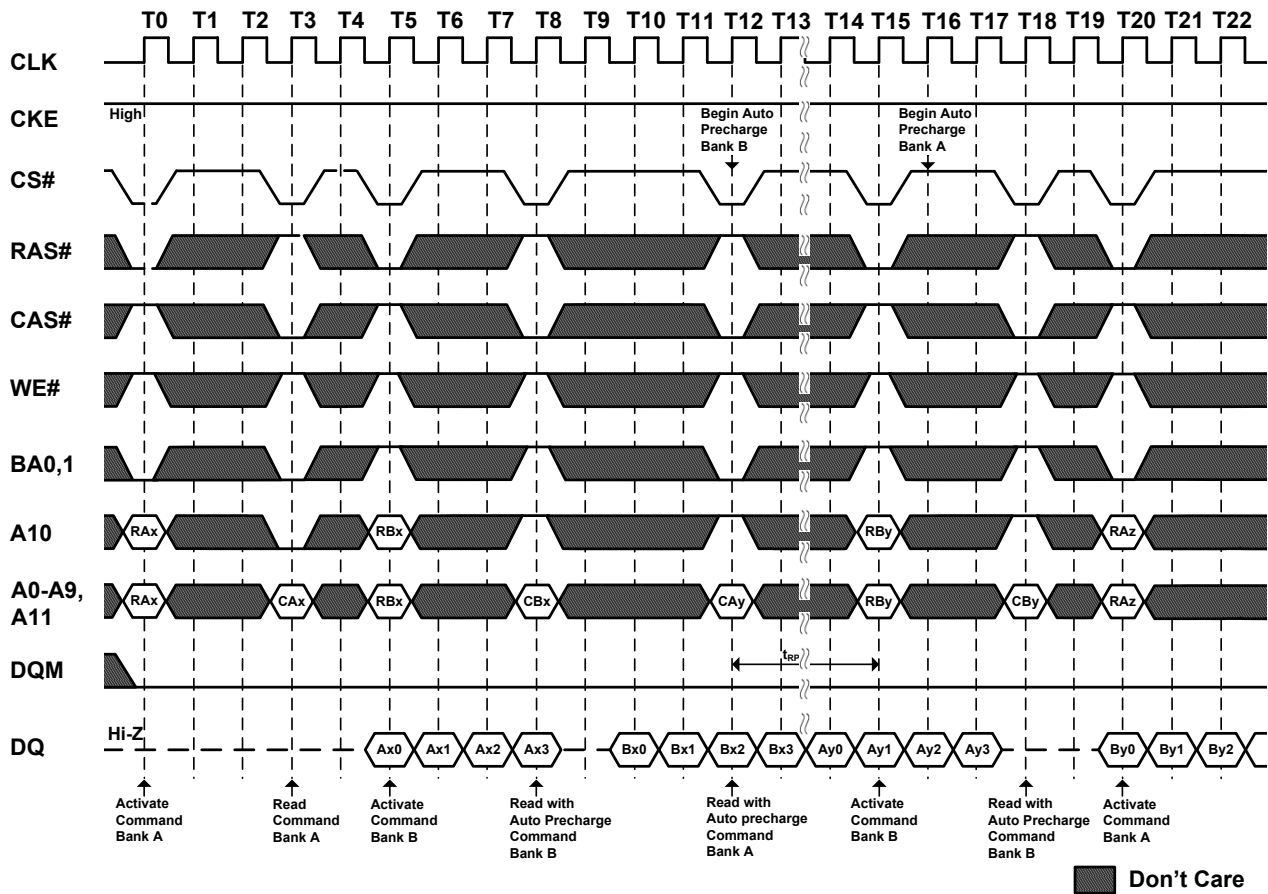 T0 T1 T2 T3 T4 T5 T6 T7 T8 T9 T10 T11 T12 T13 T14 T15 T16 T17 T18 T19 T20 T21 T22
CLK
CKE
High
Begin Auto
Precharge
Bank B
Begin Auto
Precharge
Bank A
CS#
RAS#
CAS#
WE#
BA0,1
A10
RAx RBx RBy RAz
A0-A9,
A11
RAx CAx RBx CBx CAy RBy CBy RAz
DQM
tRP
DQ
Hi-Z
Ax0 Ax1 Ax2 Ax3 Bx0 Bx1 Bx2 Bx3 Ay0 Ay1 Ay2 Ay3 By0 By1 By2
Activate
Command
Bank A
Read
Command
Bank A
Activate
Command
Bank B
Read with
Auto Precharge
Command
Bank B
Read with
Auto precharge
Command
Bank A
Activate
Command
Bank B
Read with
Auto Precharge
Command
Bank B
Activate
Command
Bank A
Don't Care